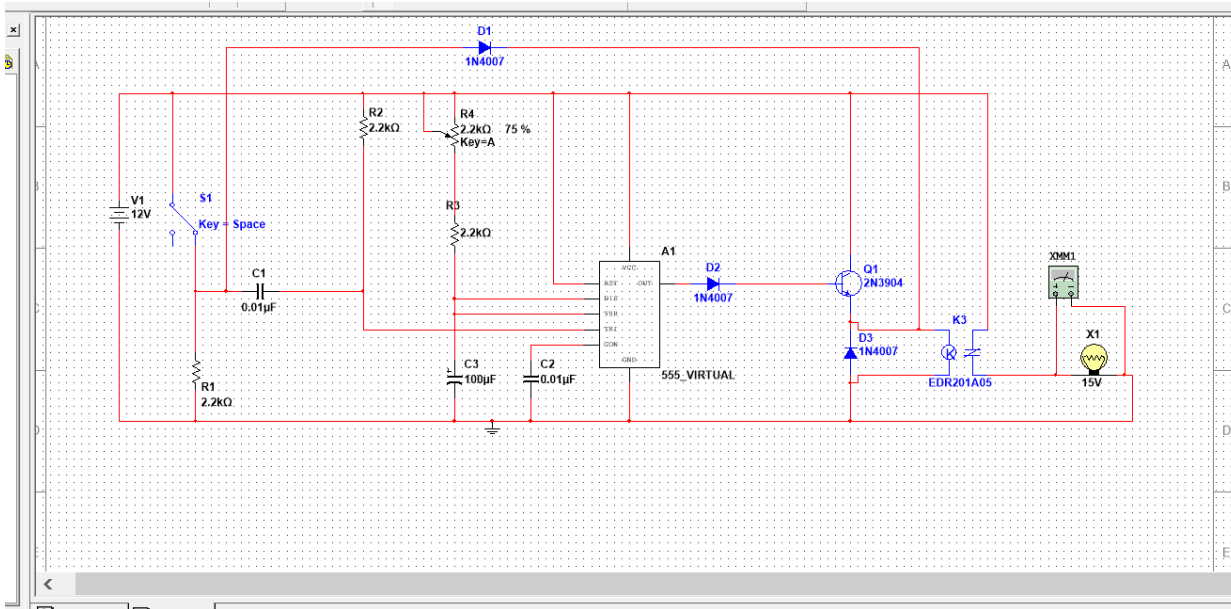 D1
1N4007
R2
2.2kΩ
R4
2.2kΩ 75 %
Key=A
V1
12V
S1
Key = Space
R3
2.2kΩ
C1
0.01µF
A1
VCC
RST OUT
DIS
THR
TRI
CON
GND
555_VIRTUAL
D2
1N4007
Q1
2N3904
XMM1
K3
K
EDR201A05
D3
1N4007
X1
15V
R1
2.2kΩ
C3
100µF
C2
0.01µF
A
A
B
B
C
C
D
D
E
E